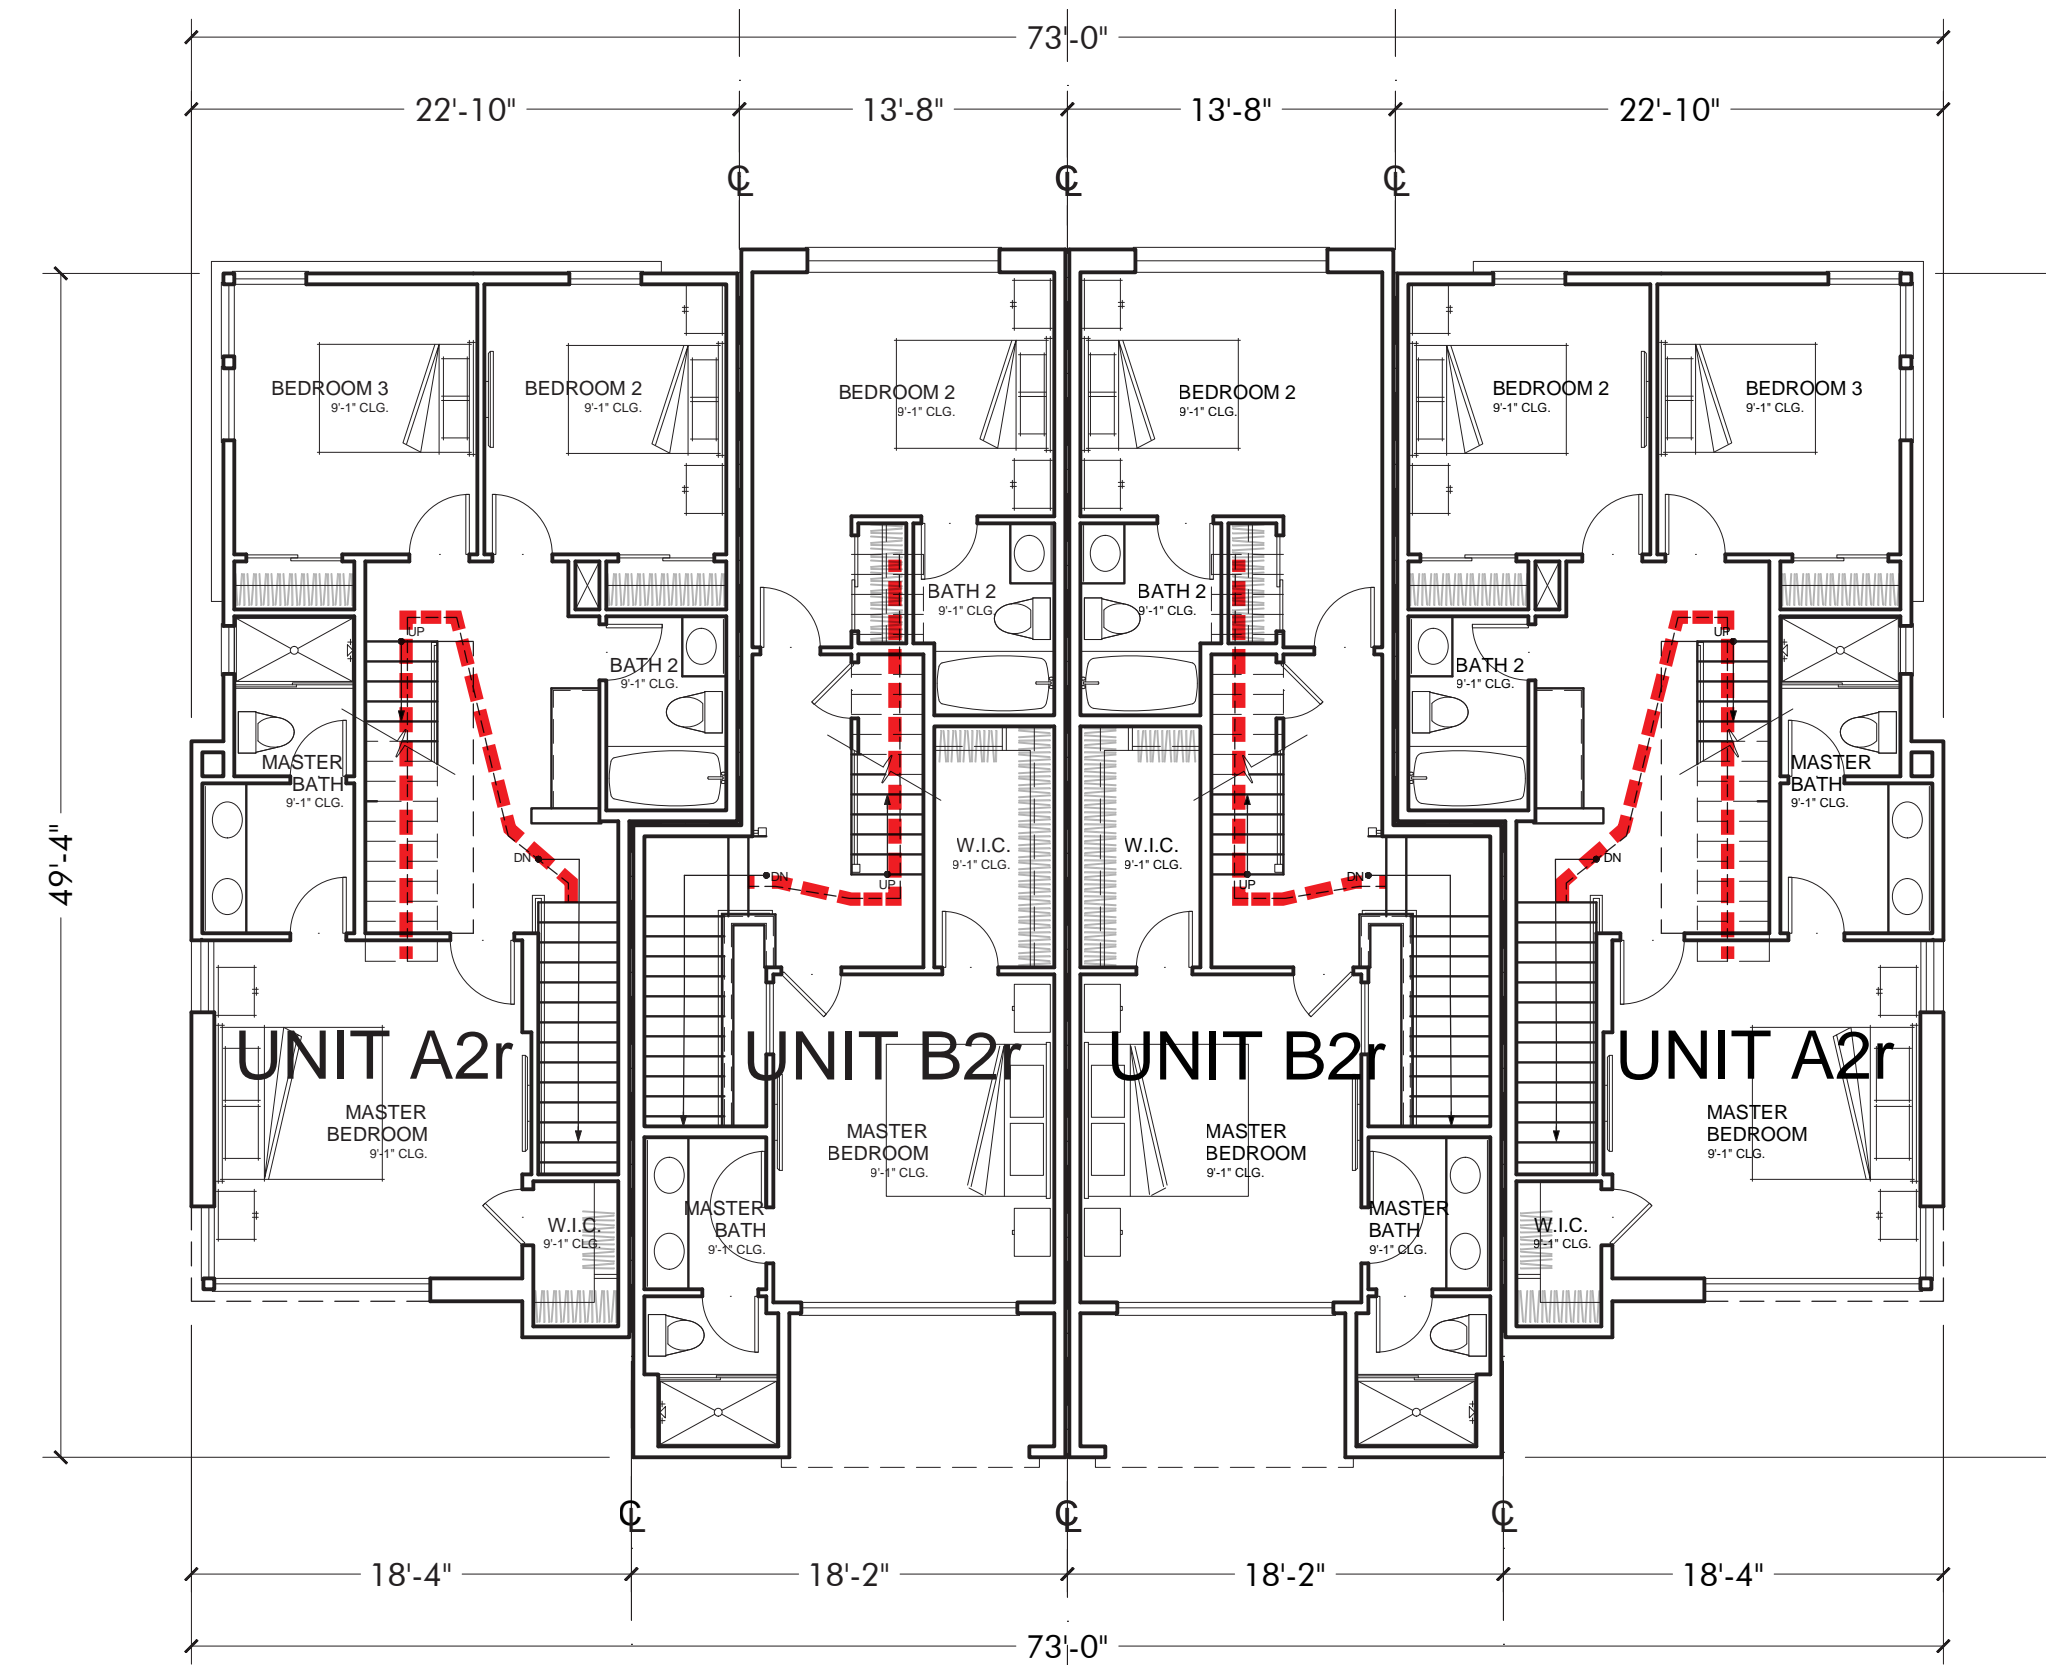 73'-0"
22'-10" 13'-8" 13'-8" 22'-10"
℄ ℄ ℄
BEDROOM 3
9'-1" CLG.
BEDROOM 2
9'-1" CLG.
BEDROOM 2
9'-1" CLG.
BEDROOM 2
9'-1" CLG.
BEDROOM 2
9'-1" CLG.
BEDROOM 3
9'-1" CLG.
BATH 2
9'-1" CLG.
BATH 2
9'-1" CLG.
UP
UP
BATH 2
9'-1" CLG.
BATH 2
9'-1" CLG.
MASTER
BATH
9'-1" CLG.
MASTER
BATH
9'-1" CLG.
49'-4"
W.I.C.
9'-1" CLG.
W.I.C.
9'-1" CLG.
DN
DN
UP
UP
DN
DN
UNIT A2r UNIT B2r UNIT B2r UNIT A2r
MASTER
BEDROOM
9'-1" CLG.
MASTER
BEDROOM
9'-1" CLG.
MASTER
BEDROOM
9'-1" CLG.
MASTER
BEDROOM
9'-1" CLG.
W.I.C.
9'-1" CLG.
MASTER
BATH
9'-1" CLG.
MASTER
BATH
9'-1" CLG.
W.I.C.
9'-1" CLG.
℄ ℄ ℄
18'-4" 18'-2" 18'-2" 18'-4"
73'-0"